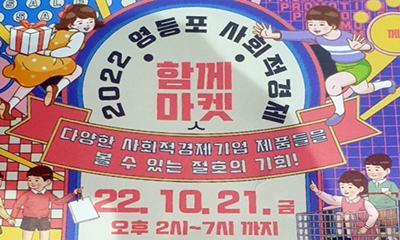 SALE
2022 영등포 사회적경제
함께
마켓
다양한 사회적경제기업 제품들을
볼 수 있는 절호의 기회!
22. 10. 21. 금
오후 2시~7시 까지